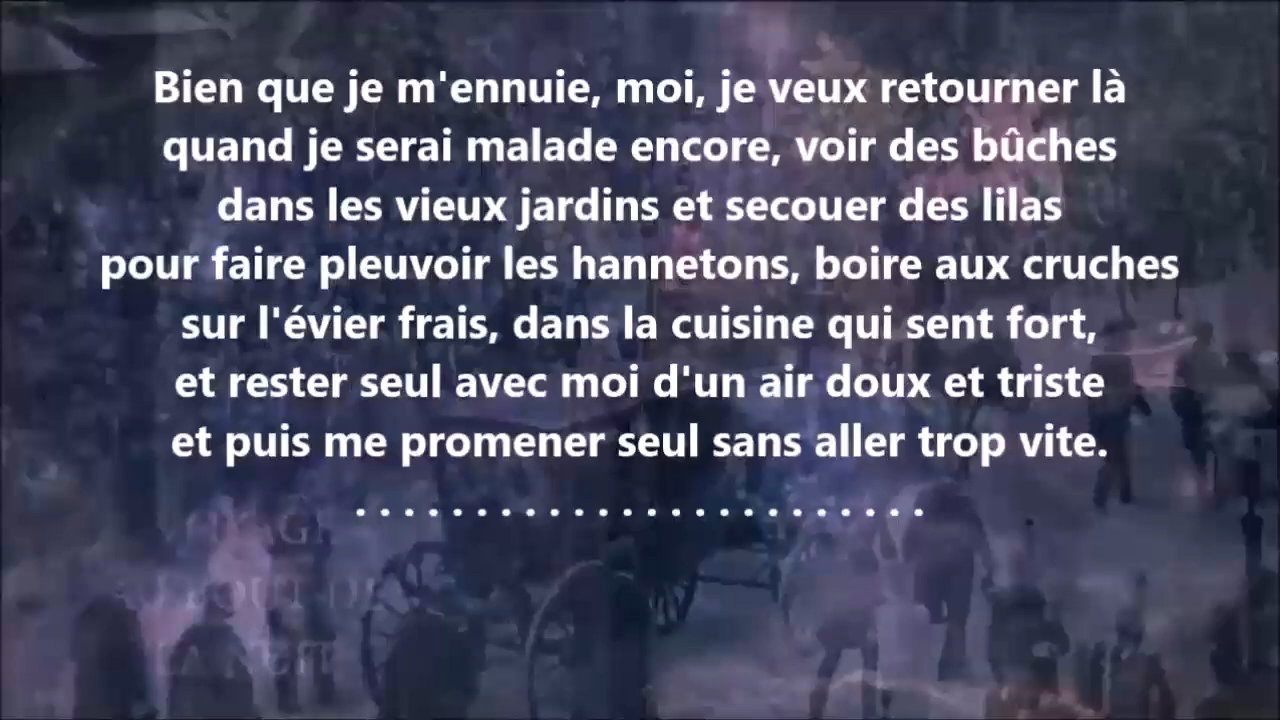 Bien que je m'ennuie, moi, je veux retourner là
quand je serai malade encore, voir des bûches
dans les vieux jardins et secouer des lilas
pour faire pleuvoir les hannetons, boire aux cruches
sur l'évier frais, dans la cuisine qui sent fort,
et rester seul avec moi d'un air doux et triste
et puis me promener seul sans aller trop vite.
. . . . . . . . . . . . . . . . . . . . . . . .